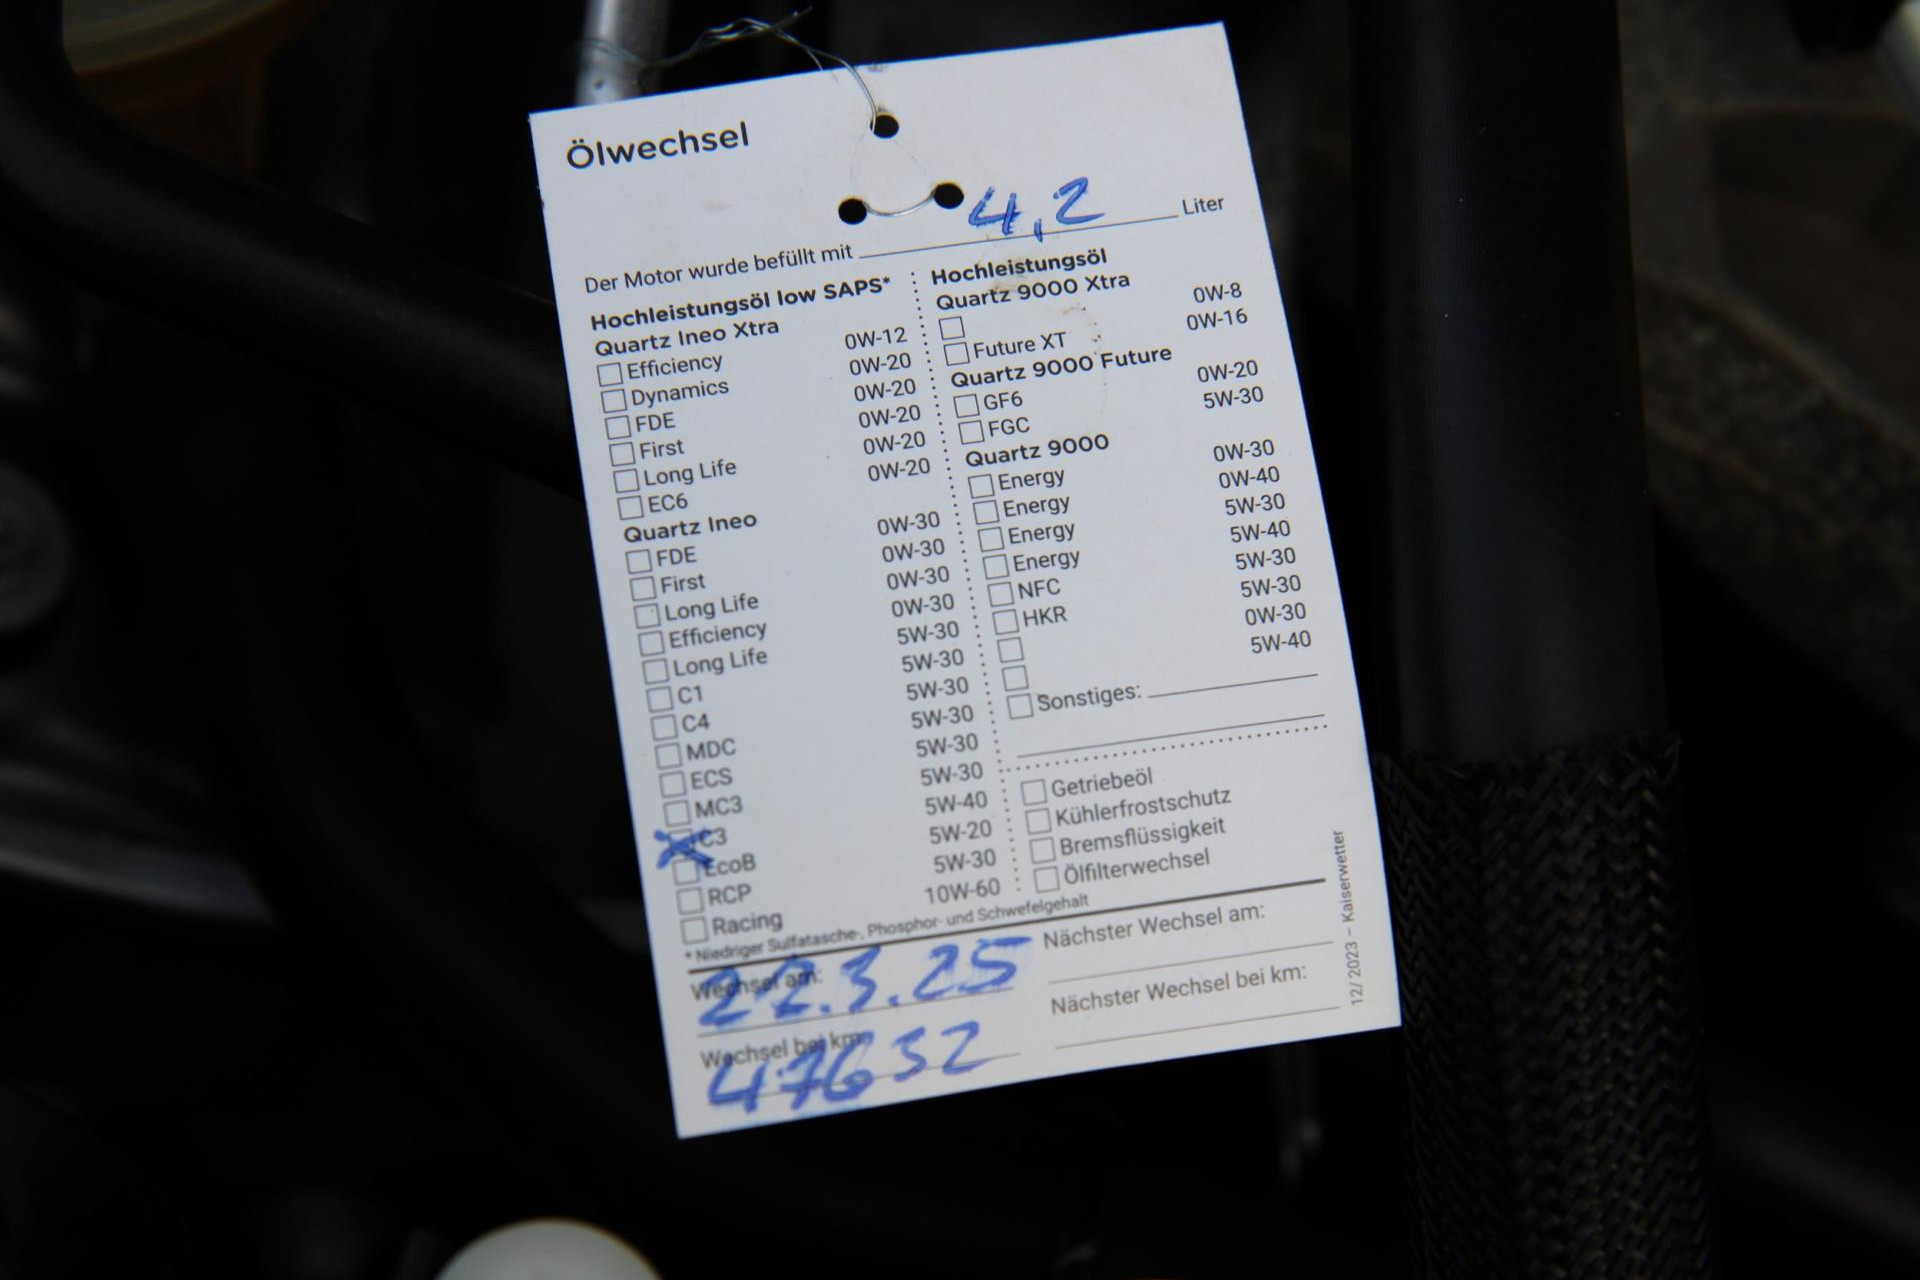 Ölwechsel
Der Motor wurde befüllt mit 4,2 Liter
Hochleistungsöl low SAPS*
Quartz Ineo Xtra
Efficiency 0W-12
Dynamics 0W-20
FDE 0W-20
First 0W-20
Long Life 0W-20
EC6 0W-20
Quartz Ineo
FDE 0W-30
First 0W-30
Long Life 0W-30
Efficiency 0W-30
Long Life 5W-30
C1 5W-30
C4 5W-30
MDC 5W-30
ECS 5W-30
MC3 5W-30
C3 5W-40
EcoB 5W-20
RCP 5W-30
Racing 10W-60
* Niedriger Sulfatasche-, Phosphor- und Schwefelgehalt
Hochleistungsöl
Quartz 9000 Xtra
0W-8
Future XT 0W-16
Quartz 9000 Future
GF6 0W-20
FGC 5W-30
Quartz 9000
Energy 0W-30
Energy 0W-40
Energy 5W-30
Energy 5W-40
NFC 5W-30
HKR 5W-30
0W-30
5W-40
Sonstiges:
Getriebeöl
Kühlerfrostschutz
Bremsflüssigkeit
Ölfilterwechsel
Wechsel am: 22.3.25
Nächster Wechsel am:
Wechsel bei km: 47632
Nächster Wechsel bei km:
12/2023 – Kaiserwetter